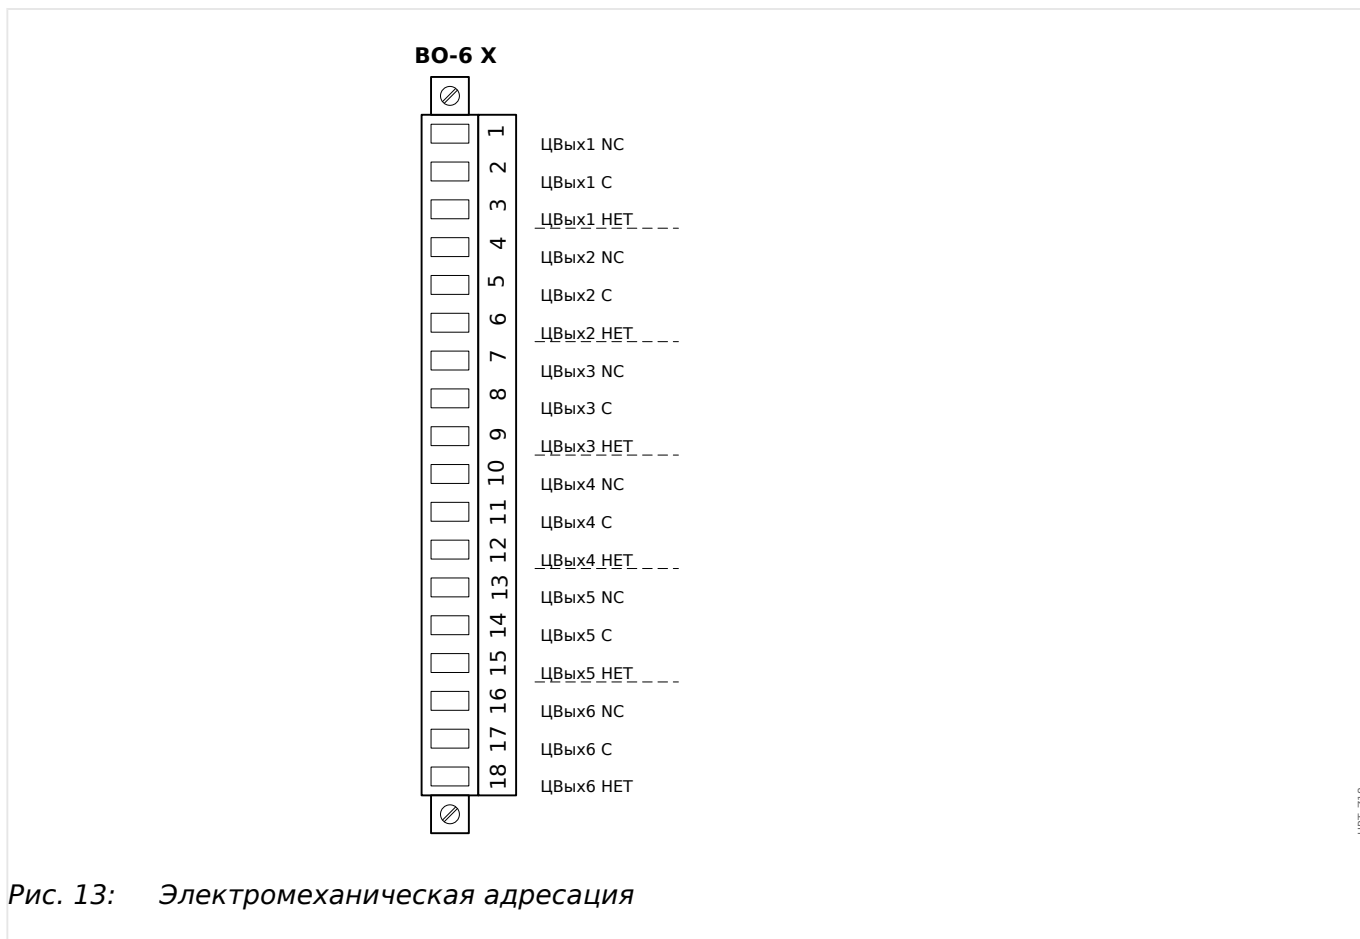 BO-6 X
1 ЦВых1 NC
2 ЦВых1 C
3 ЦВых1 НЕТ
4 ЦВых2 NC
5 ЦВых2 C
6 ЦВых2 НЕТ
7 ЦВых3 NC
8 ЦВых3 C
9 ЦВых3 НЕТ
10 ЦВых4 NC
11 ЦВых4 C
12 ЦВых4 НЕТ
13 ЦВых5 NC
14 ЦВых5 C
15 ЦВых5 НЕТ
16 ЦВых6 NC
17 ЦВых6 C
18 ЦВых6 НЕТ
Рис. 13: Электромеханическая адресация